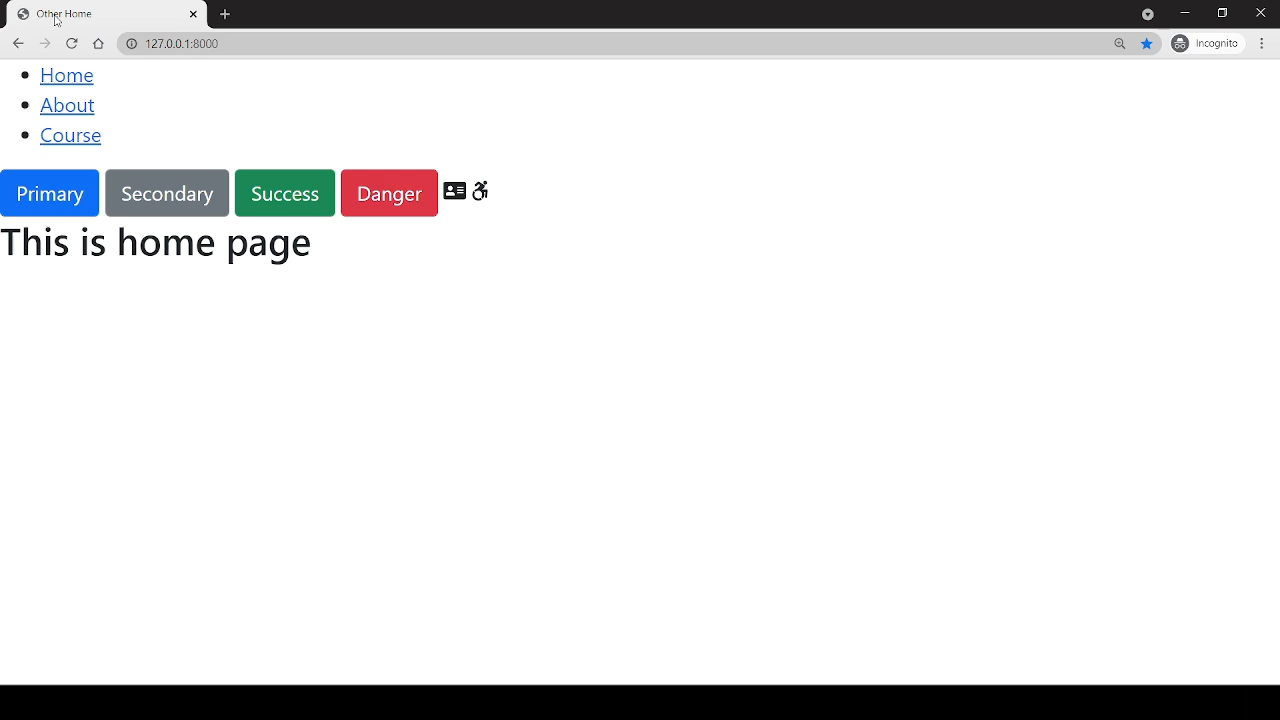 Other Home
127.0.0.1:8000
Incognito
Home
About
Course
Primary Secondary Success Danger
This is home page